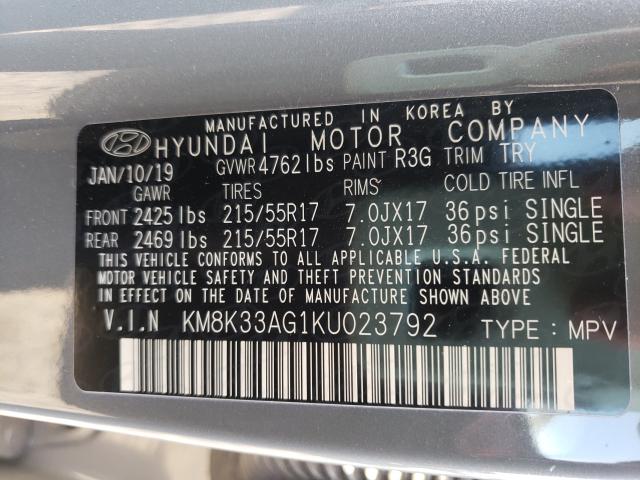 MANUFACTURED IN KOREA BY
HYUNDAI MOTOR COMPANY
JAN/10/19 GVWR 4762 lbs PAINT R3G TRIM TRY
GAWR TIRES RIMS COLD TIRE INFL
FRONT 2425 lbs 215/55R17 7.0JX17 36 psi SINGLE
REAR 2469 lbs 215/55R17 7.0JX17 36 psi SINGLE
THIS VEHICLE CONFORMS TO ALL APPLICABLE U.S.A. FEDERAL
MOTOR VEHICLE SAFETY AND THEFT PREVENTION STANDARDS
IN EFFECT ON THE DATE OF MANUFACTURE SHOWN ABOVE.
V.I.N KM8K33AG1KU023792 TYPE : MPV